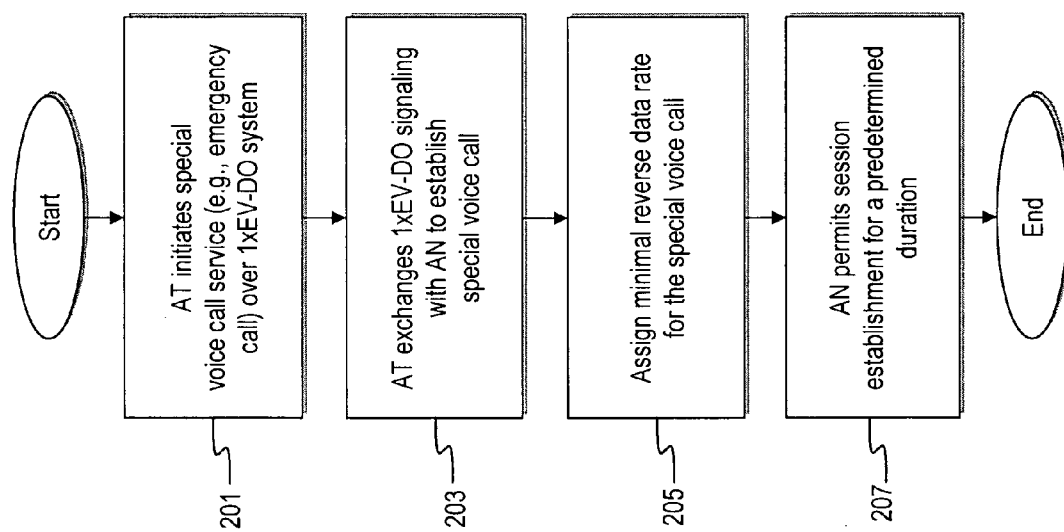 Start
AT initiates special
voice call service (e.g., emergency
call) over 1xEV-DO system
201
AT exchanges 1xEV-DO signaling
with AN to establish
special voice call
203
Assign minimal reverse data rate
for the special voice call
205
AN permits session
establishment for a predetermined
duration
207
End